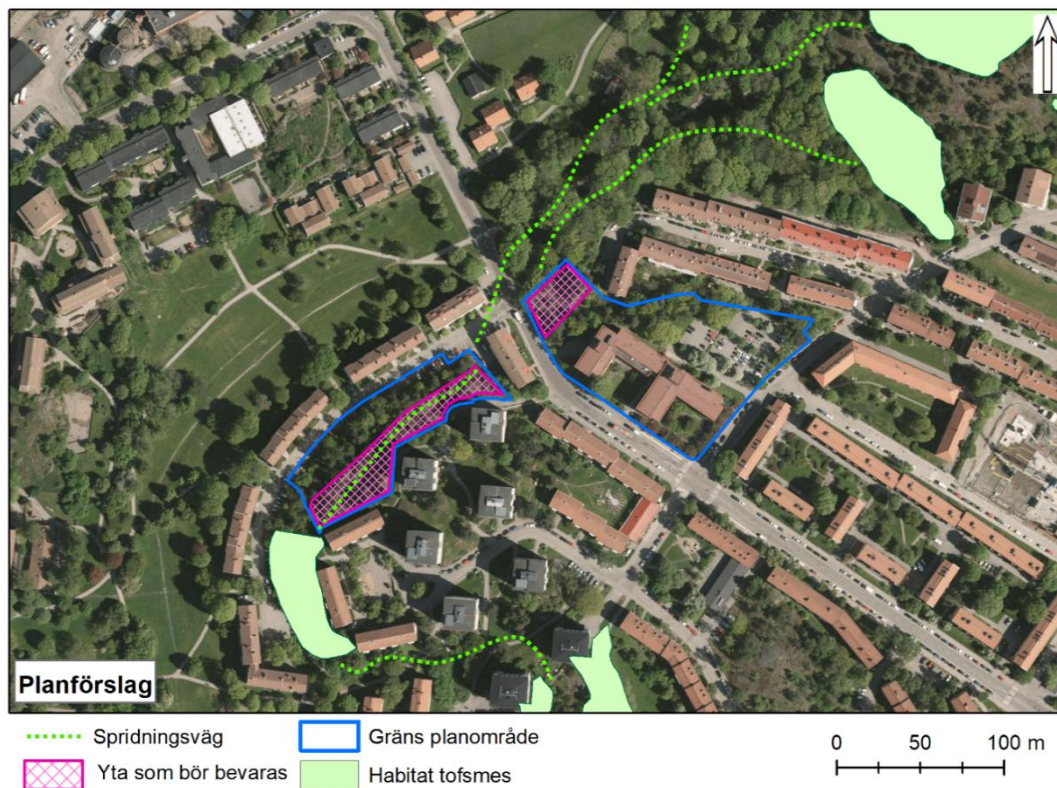 Planförslag
Spridningsväg
Gräns planområde
Yta som bör bevaras
Habitat tofsmes
0 50 100 m